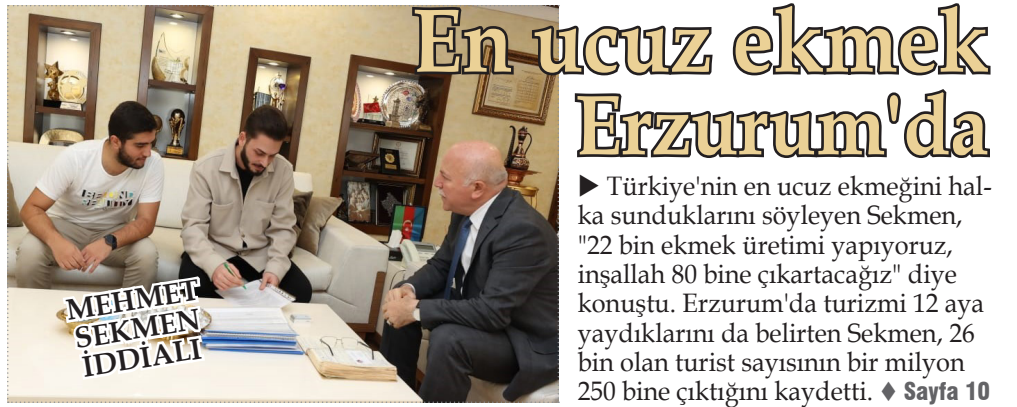 En ucuz ekmek
Erzurum'da
▶ Türkiye'nin en ucuz ekmeğini hal-
ka sunduklarını söyleyen Sekmen,
"22 bin ekmek üretimi yapıyoruz,
inşallah 80 bine çıkartacağız" diye
konuştu. Erzurum'da turizmi 12 aya
yaydıklarını da belirten Sekmen, 26
bin olan turist sayısının bir milyon
250 bine çıktığını kaydetti. ♦ Sayfa 10
MEHMET
SEKMEN
İDDİALI